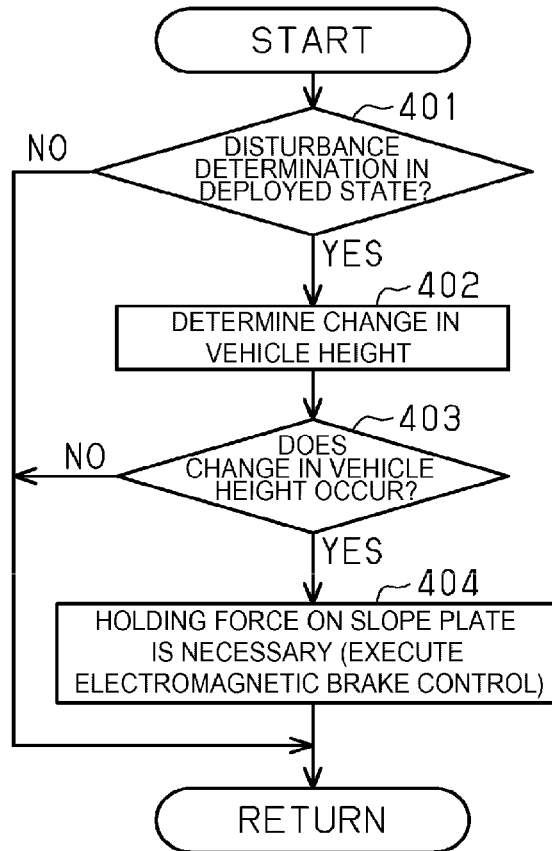 START
401
DISTURBANCE
DETERMINATION IN
DEPLOYED STATE?
NO
YES
402
DETERMINE CHANGE IN
VEHICLE HEIGHT
403
DOES
CHANGE IN VEHICLE
HEIGHT OCCUR?
NO
YES
404
HOLDING FORCE ON SLOPE PLATE
IS NECESSARY (EXECUTE
ELECTROMAGNETIC BRAKE CONTROL)
RETURN